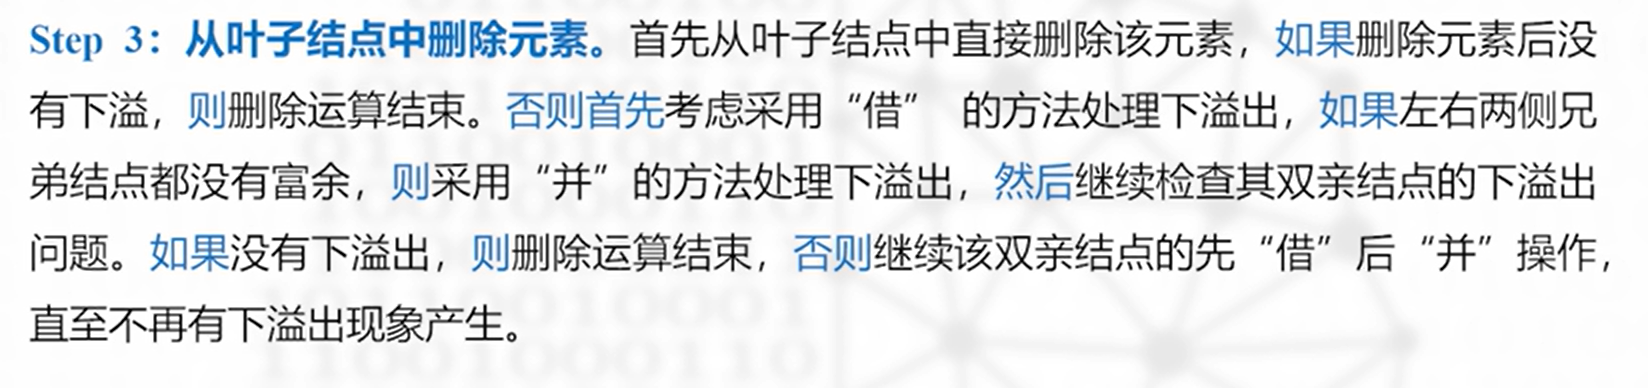 Step 3：从叶子结点中删除元素。首先从叶子结点中直接删除该元素，如果删除元素后没
有下溢，则删除运算结束。否则首先考虑采用“借” 的方法处理下溢出，如果左右两侧兄
弟结点都没有富余，则采用“并”的方法处理下溢出，然后继续检查其双亲结点的下溢出
问题。如果没有下溢出，则删除运算结束，否则继续该双亲结点的先“借”后“并”操作，
直至不再有下溢出现象产生。